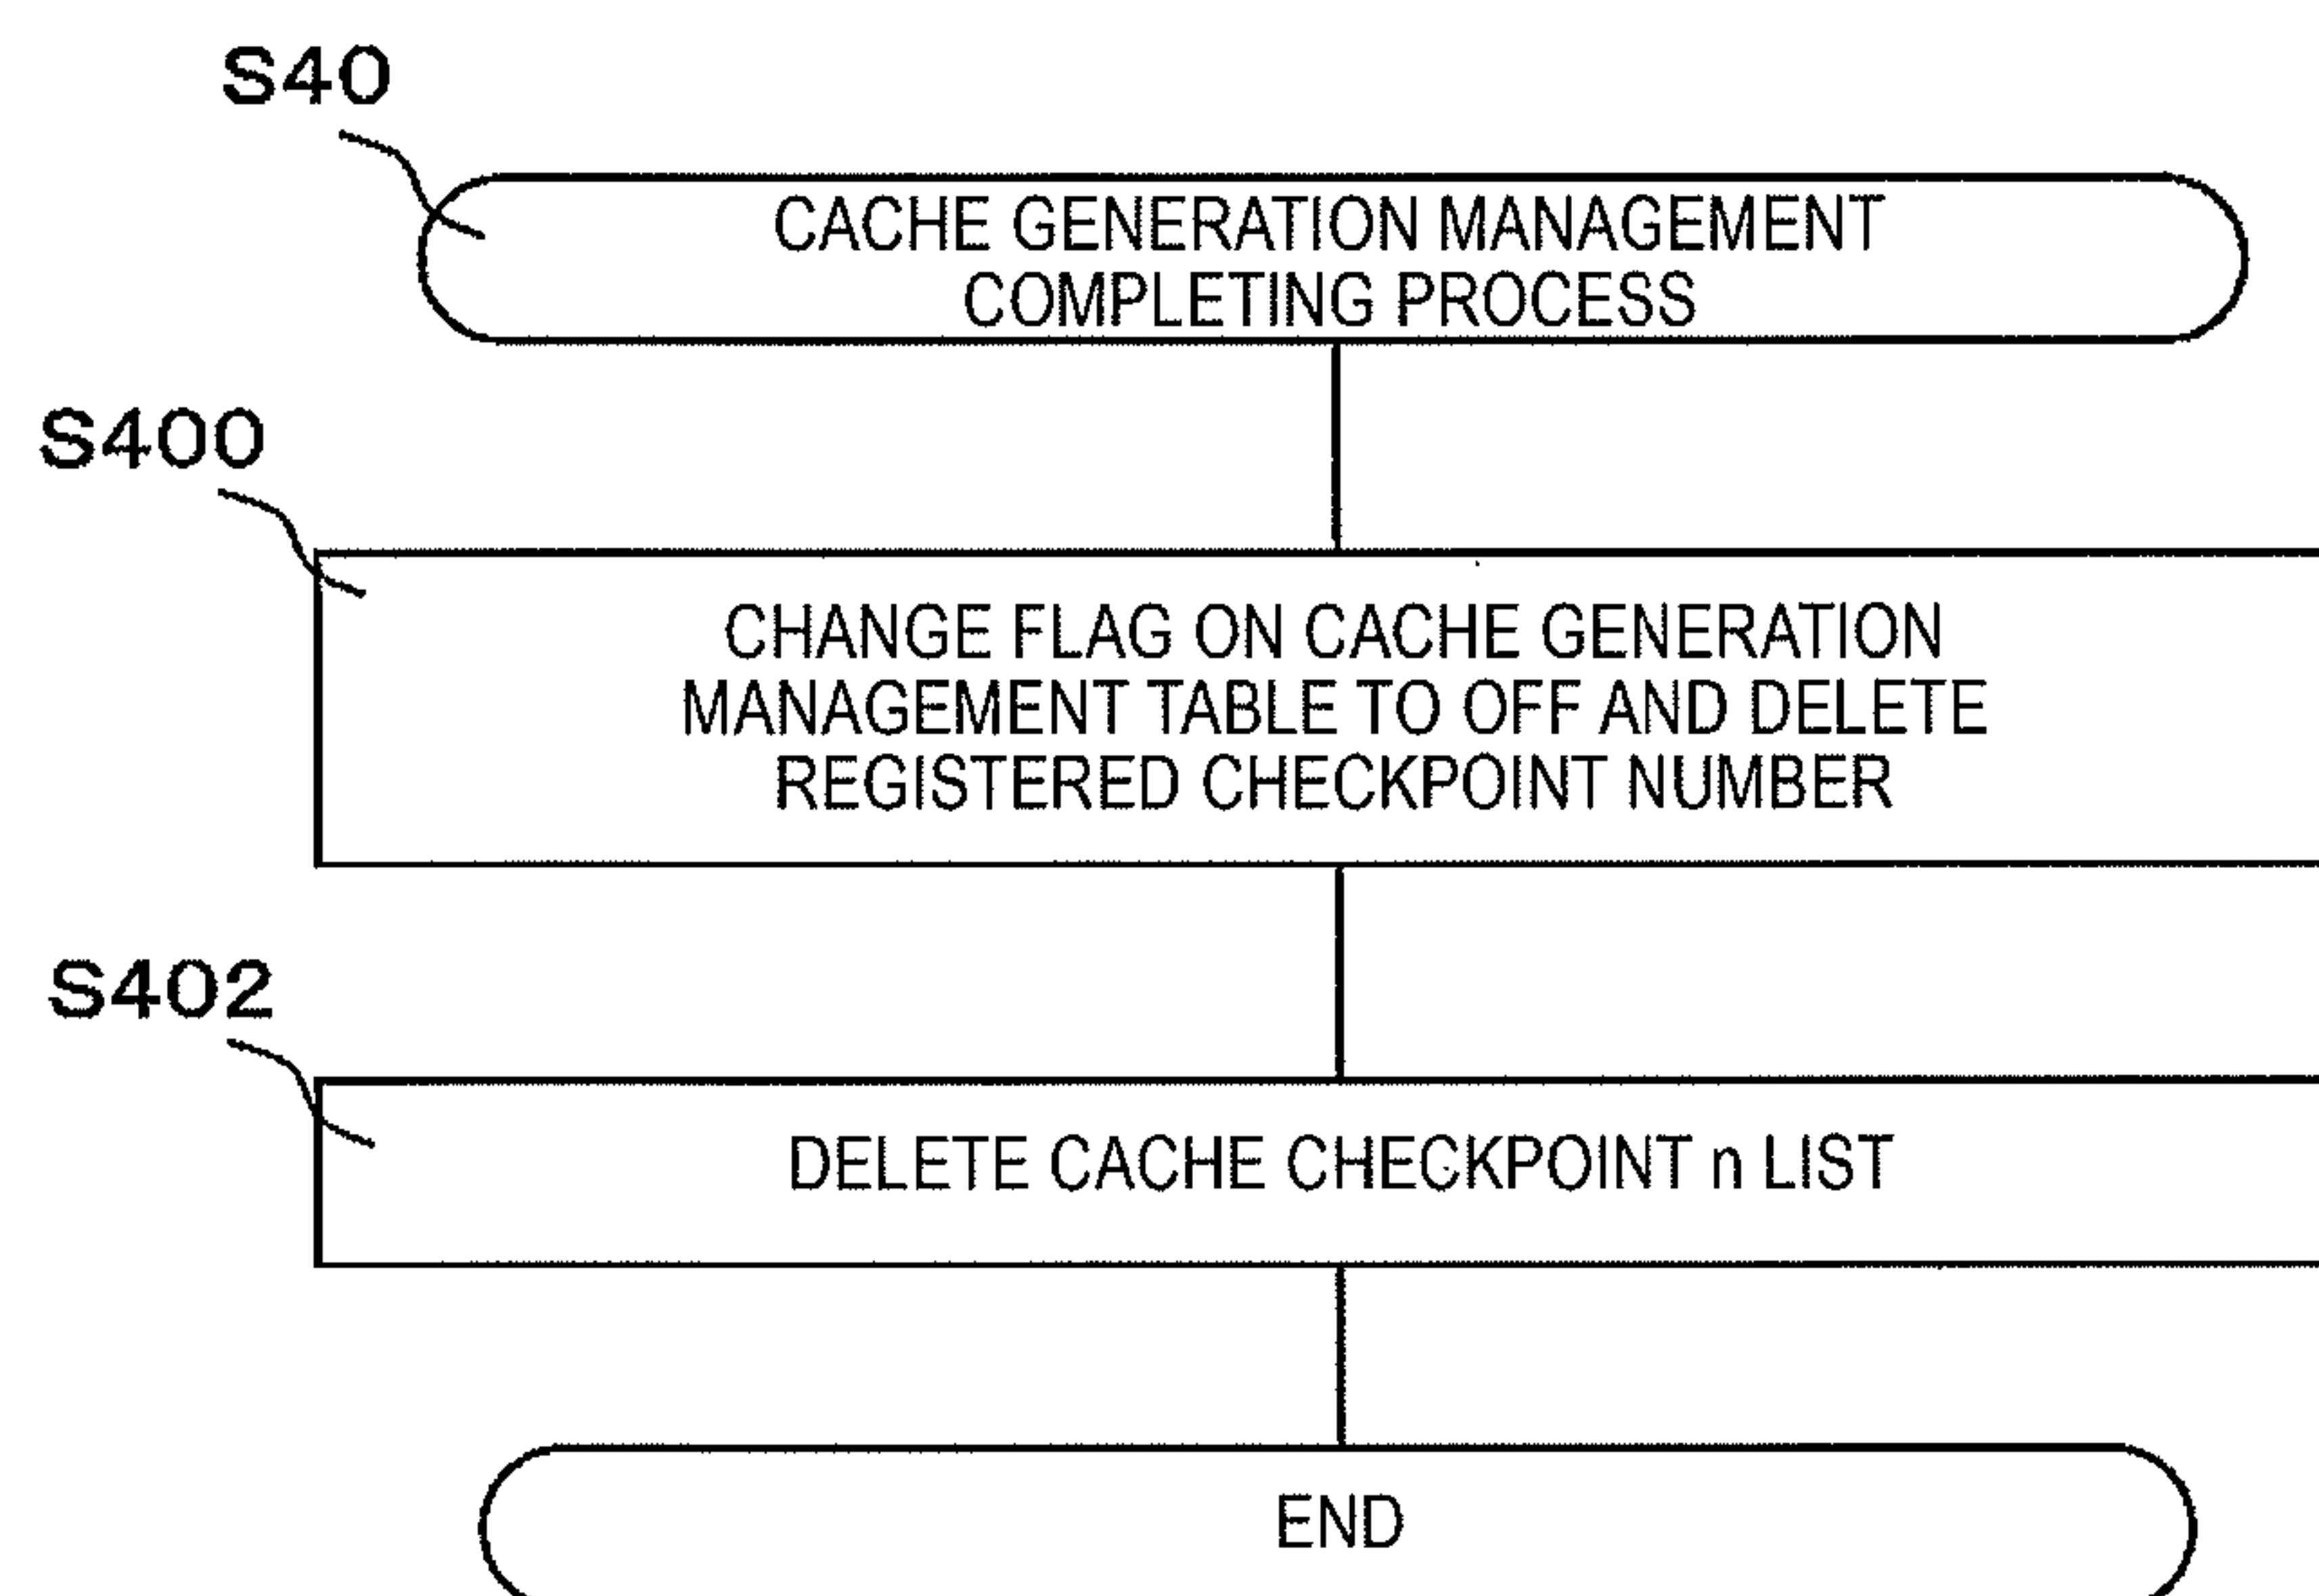 S40
CACHE GENERATION MANAGEMENT
COMPLETING PROCESS
S400
CHANGE FLAG ON CACHE GENERATION
MANAGEMENT TABLE TO OFF AND DELETE
REGISTERED CHECKPOINT NUMBER
S402
DELETE CACHE CHECKPOINT n LIST
END